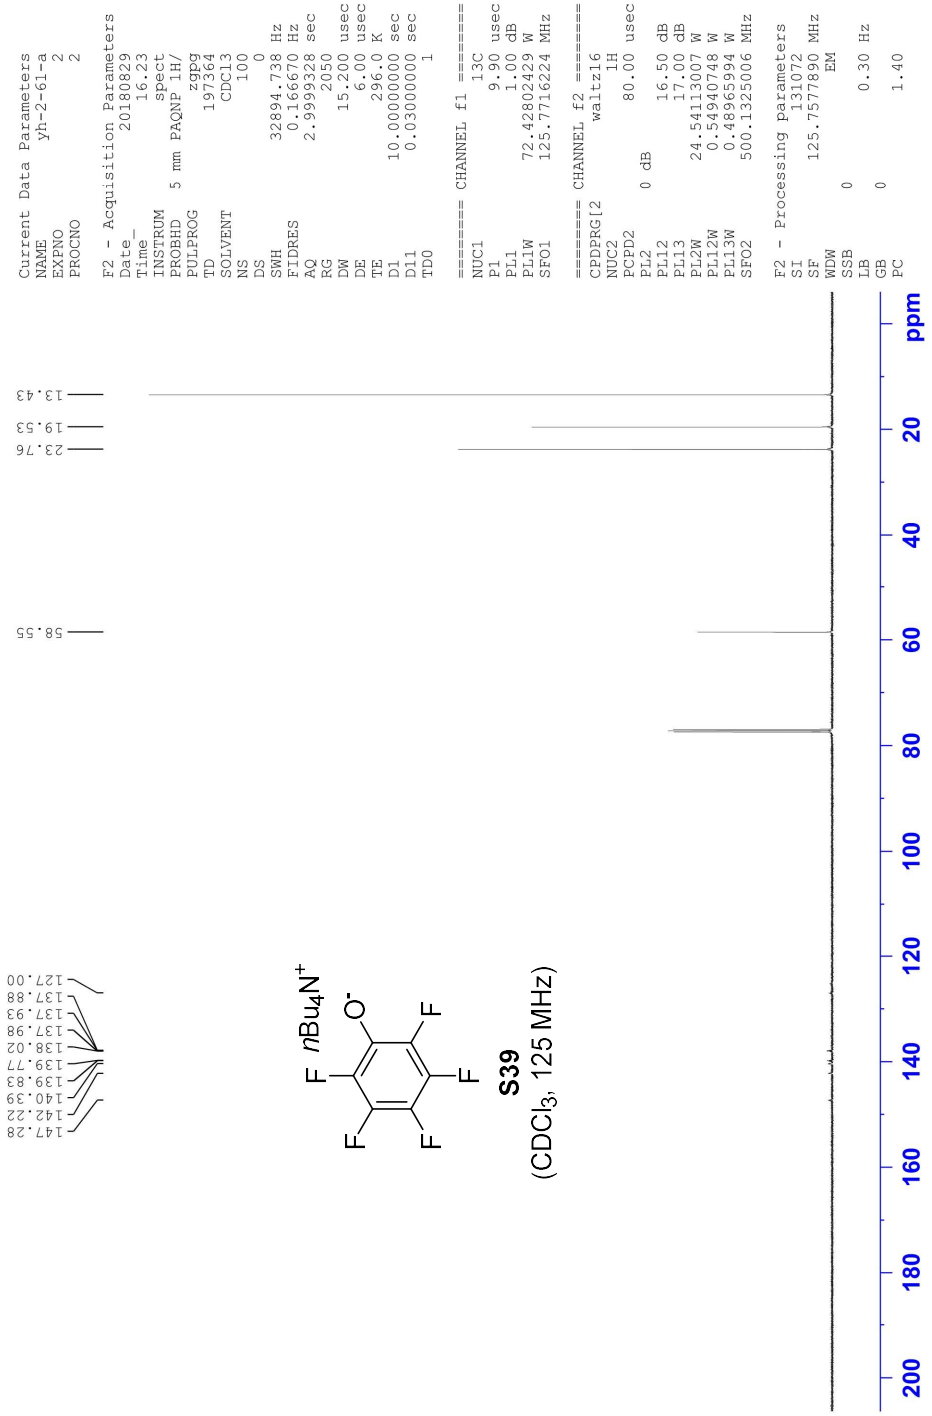 Current Data Parameters
NAME yh-2-61-a
EXPNO 2
PROCNO 2
F2 - Acquisition Parameters
Date_ 20180829
Time_ 16.23
INSTRUM spect
PROBHD 5 mm PAQNP 1H/
PULPROG zgpg
TD 197364
SOLVENT CDCl3
NS 100
DS 0
SWH 32894.738 Hz
FIDRES 0.166670 Hz
AQ 2.9999328 sec
RG 2050
DW 15.200 usec
DE 6.00 usec
TE 296.0 K
D1 10.00000000 sec
D11 0.03000000 sec
TD0 1
======== CHANNEL f1 ========
NUC1 13C
P1 9.90 usec
PL1 1.00 dB
PL1W 72.42802429 W
SFO1 125.7716224 MHz
======== CHANNEL f2 ========
CPDPRG[2 waltz16
NUC2 1H
PCPD2 80.00 usec
PL2 0 dB
PL12 16.50 dB
PL13 17.00 dB
PL2W 24.54113007 W
PL12W 0.54940748 W
PL13W 0.48965994 W
SFO2 500.1325006 MHz
F2 - Processing parameters
SI 131072
SF 125.7577890 MHz
WDW EM
SSB 0
LB 0.30 Hz
GB 0
PC 1.40
147.28
142.22
140.39
139.83
139.77
138.02
137.98
137.93
137.88
127.00
58.55
23.76
19.53
13.43
nBu4N+
F
O-
F
F
F
F
S39
(CDCl3, 125 MHz)
200 180 160 140 120 100 80 60 40 20 ppm